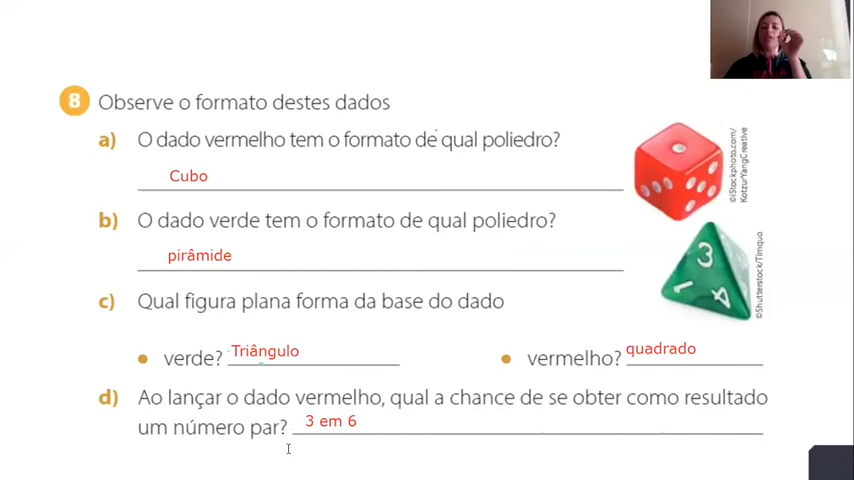 8 Observe o formato destes dados
a) O dado vermelho tem o formato de qual poliedro?
Cubo
©iStockphoto.com/
KotzurYangCreative
b) O dado verde tem o formato de qual poliedro?
pirâmide
3
1
4
©Shutterstock/Timquo
c) Qual figura plana forma da base do dado
• verde? Triângulo
• vermelho? quadrado
d) Ao lançar o dado vermelho, qual a chance de se obter como resultado
um número par? 3 em 6